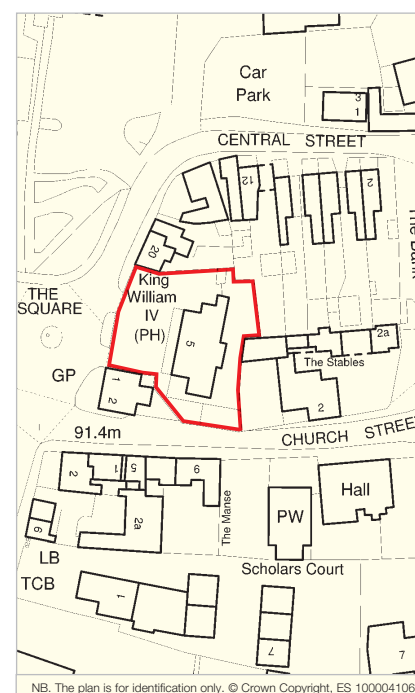 Car
Park
3
1
CENTRAL STREET
12
2
20
King
William
IV
(PH)
THE
SQUARE
5
2a
The Stables
GP
1
2
2
91.4m
CHURCH STREE
2
1
5
9
The Manse
Hall
2a
PW
6
LB
Scholars Court
TCB
1
7
7
NB. The plan is for identification only. © Crown Copyright, ES 100004106